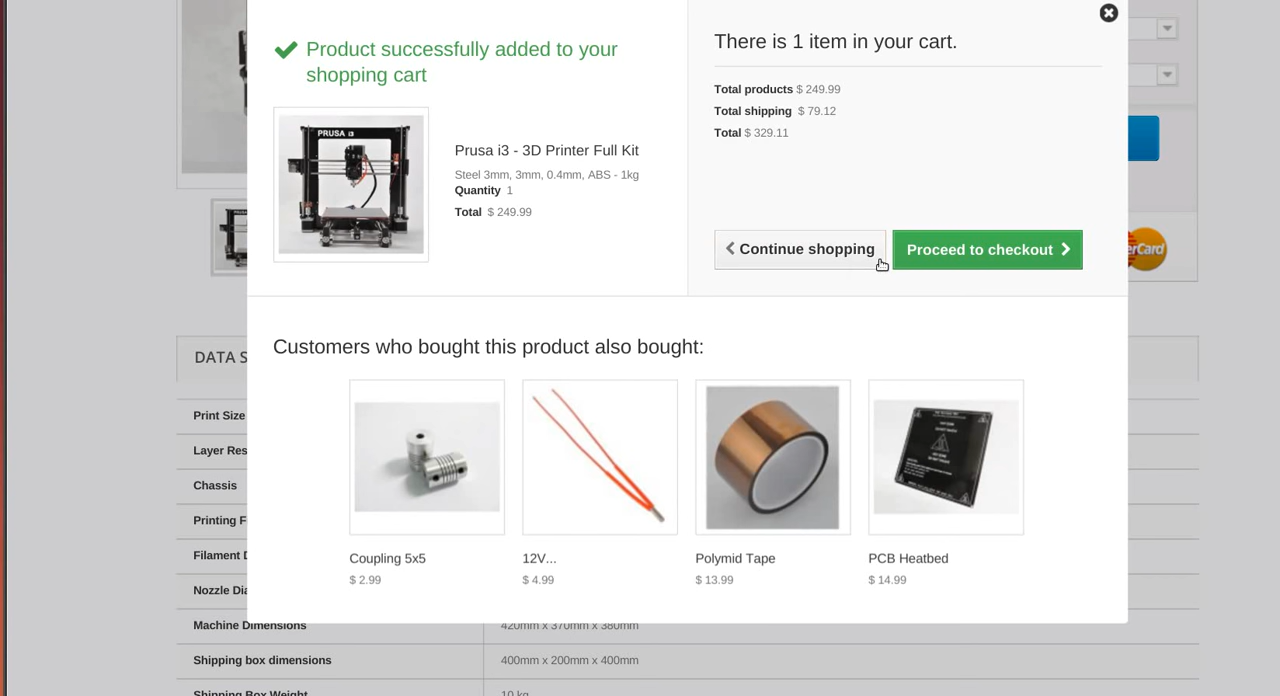 Product successfully added to your
shopping cart
PRUSA i3
Prusa i3 - 3D Printer Full Kit
Steel 3mm, 3mm, 0.4mm, ABS - 1kg
Quantity 1
Total $ 249.99
There is 1 item in your cart.
Total products $ 249.99
Total shipping $ 79.12
Total $ 329.11
Continue shopping
Proceed to checkout
Customers who bought this product also bought:
Coupling 5x5
$ 2.99
12V...
$ 4.99
Polymid Tape
$ 13.99
PCB Heatbed
$ 14.99
DATA S
Print Size
Layer Res
Chassis
Printing F
Filament D
Nozzle Dia
Machine Dimensions 420mm x 370mm x 380mm
Shipping box dimensions 400mm x 200mm x 400mm
Shipping Box Weight 10 kg